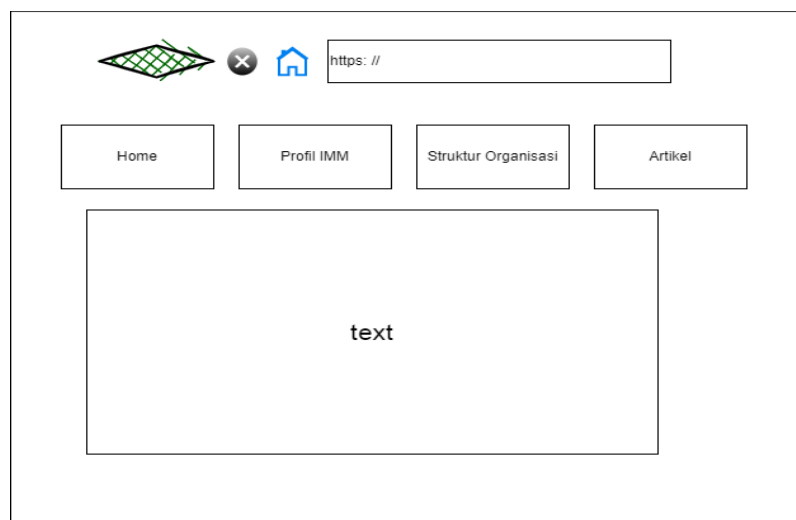 https: //
Home
Profil IMM
Struktur Organisasi
Artikel
text